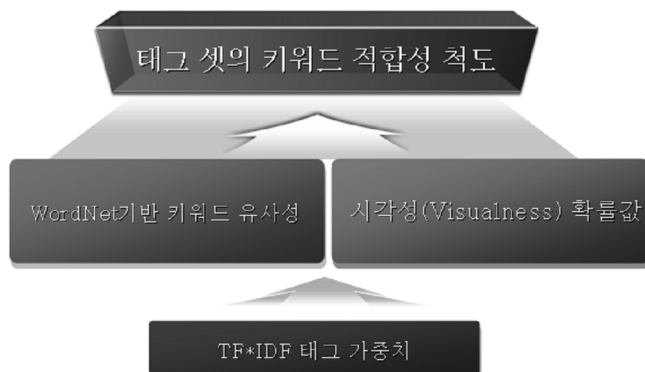 태그 셋의 키워드 적합성 척도
WordNet기반 키워드 유사성
시각성(Visualness) 확률값
TF*IDF 태그 가중치